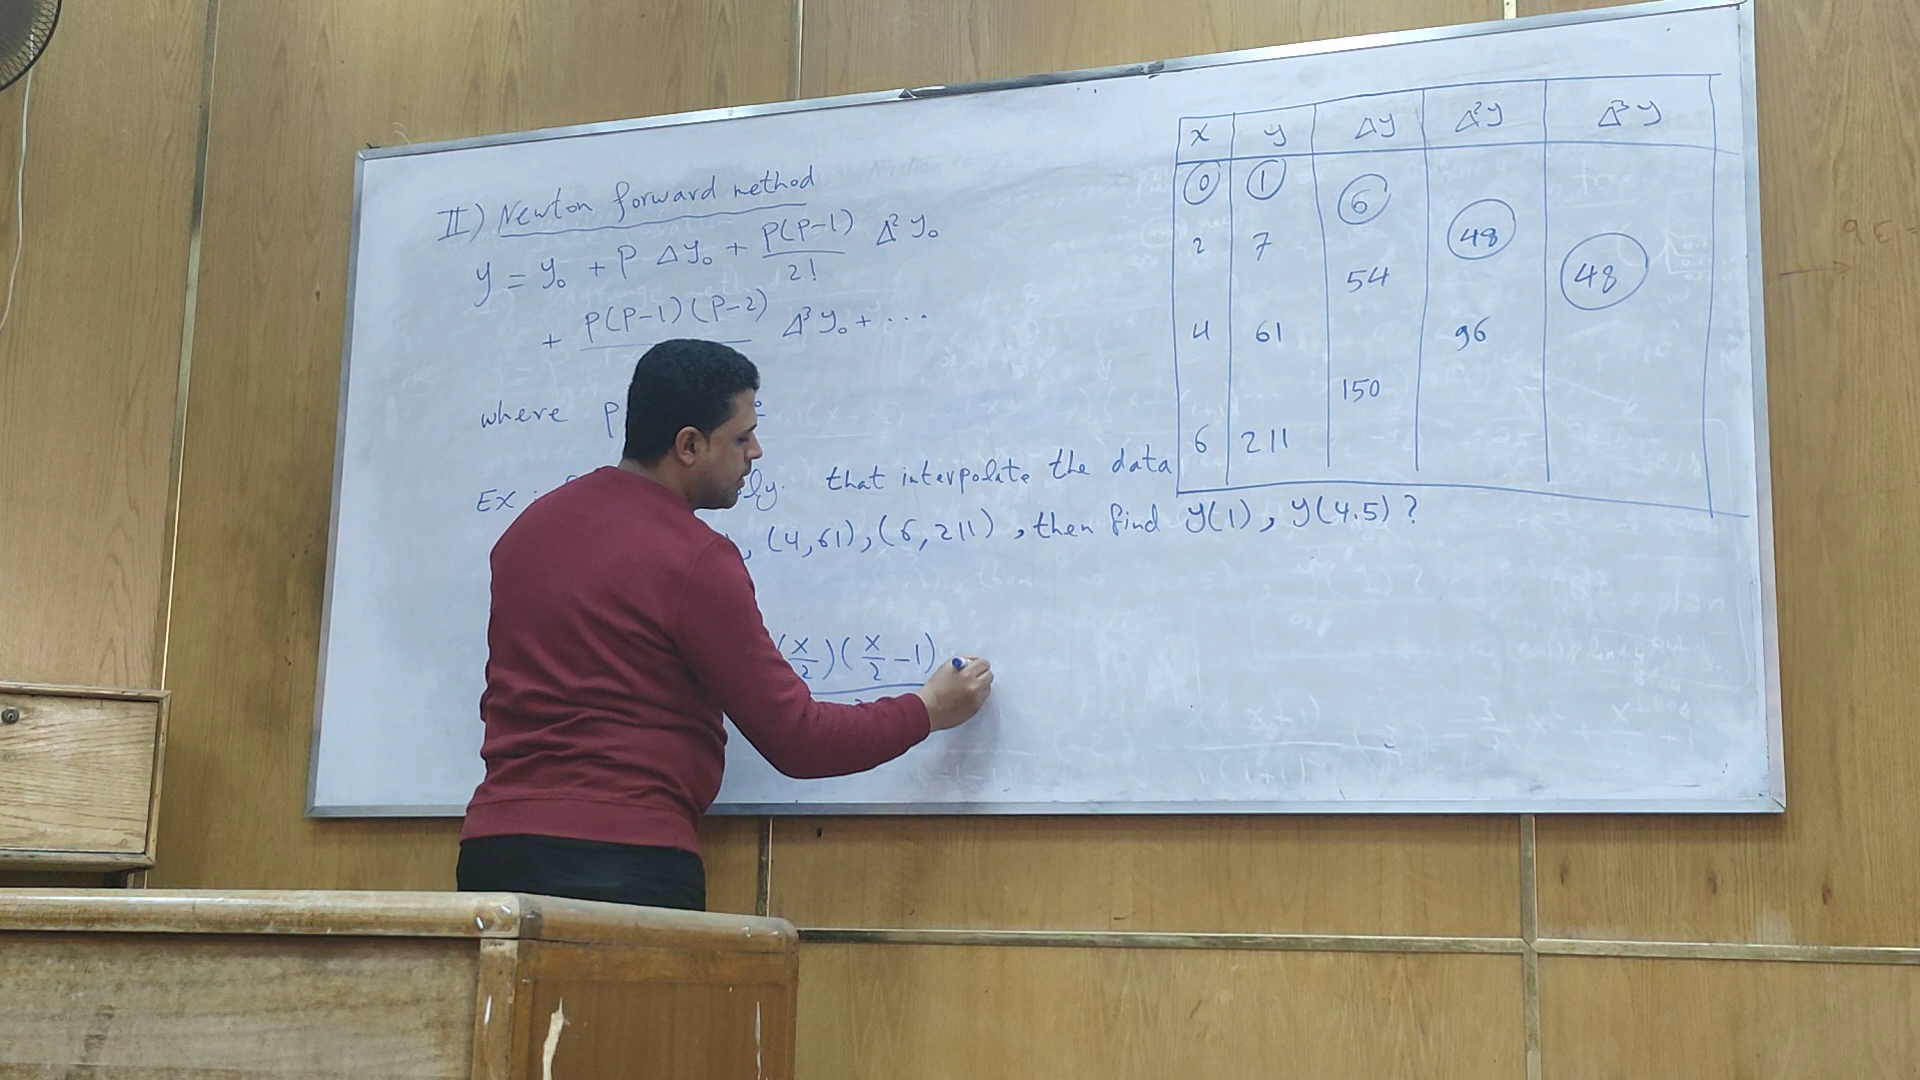 II) Newton forward method
y = y₀ + P Δy₀ + P(P-1)/2! Δ²y₀
+ P(P-1)(P-2) Δ³y₀ + ...
where P
Ex that interpolate the data
, (4,61), (6,211), then find y(1), y(4.5)?
(x/2)(x/2 -1)
x y Δy Δ²y Δ³y
0 1
6
2 7 48
54 48
4 61 96
150
6 211